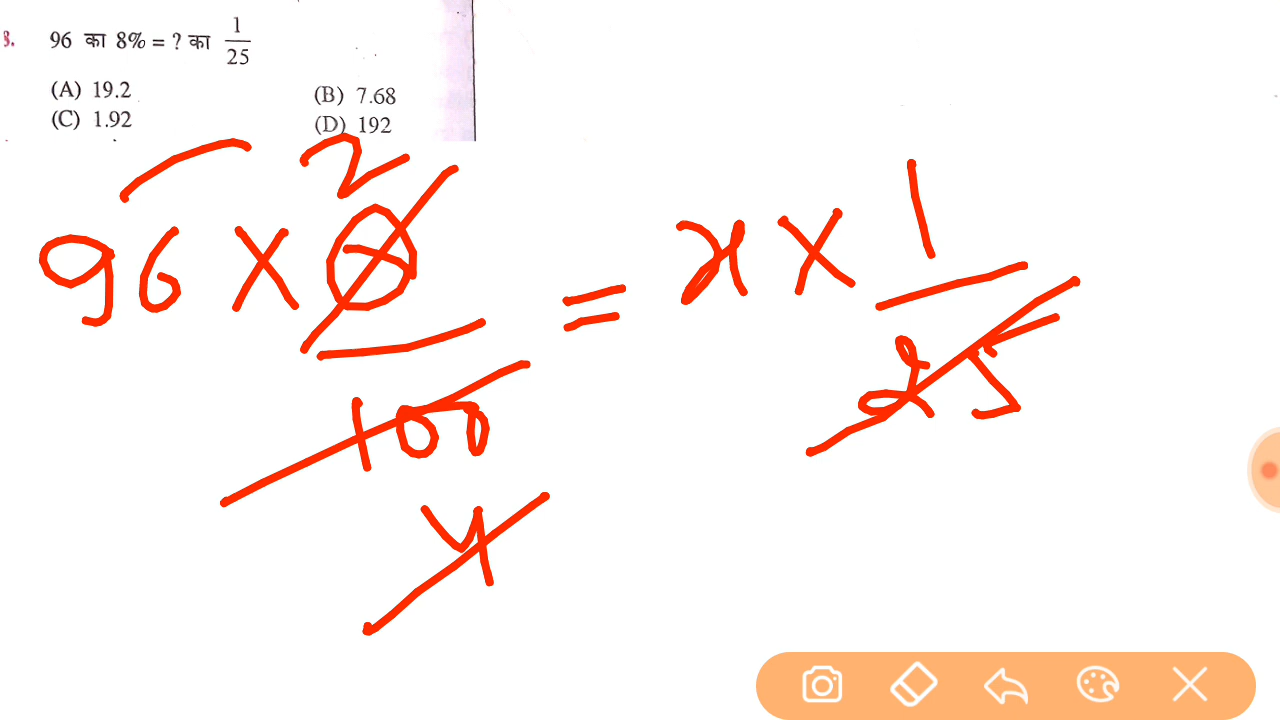 8. 96 का 8% = ? का 1/25
(A) 19.2 (B) 7.68
(C) 1.92 (D) 192
2
96 × 8/100 = x × 1/25
4